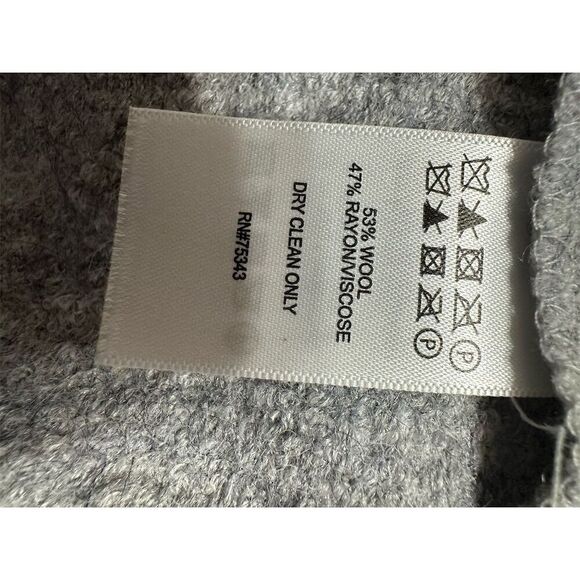 P
P
53% WOOL
47% RAYON/VISCOSE
DRY CLEAN ONLY
RN#75343